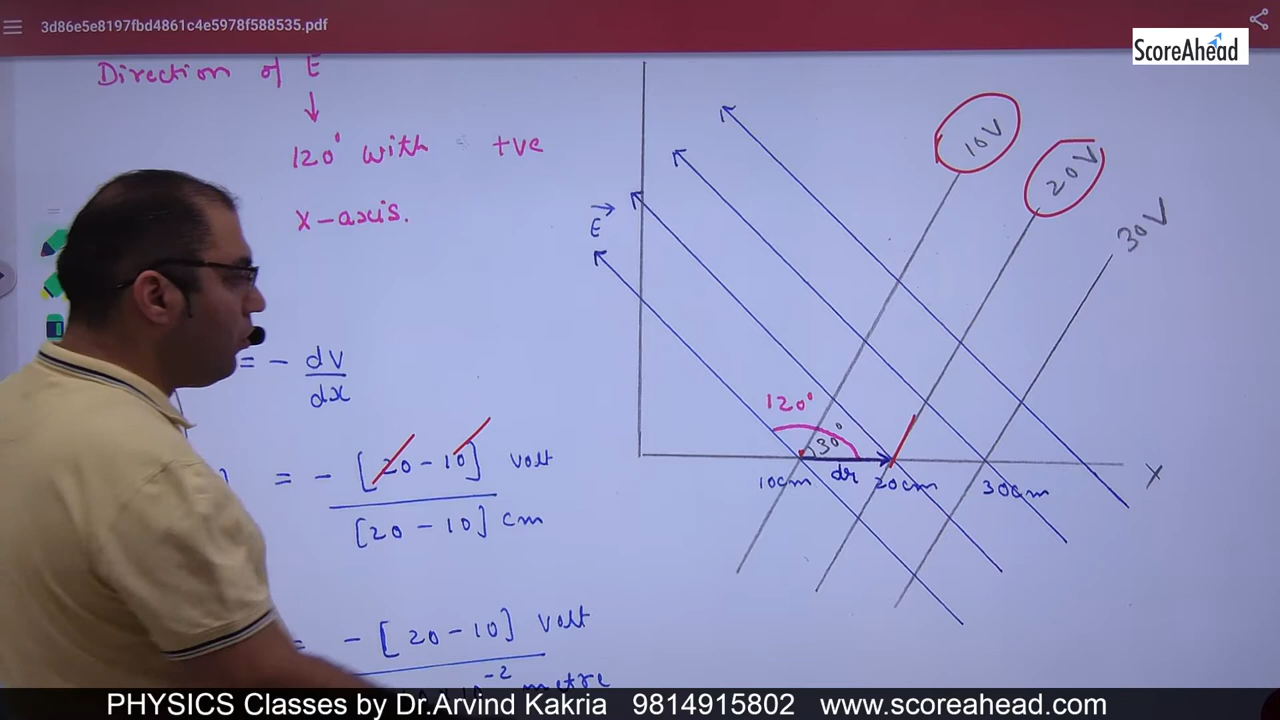 3d86e5e8197fbd4861c4e5978f588535.pdf
ScoreAhead
Direction of E
↓
120° with +ve
X-axis.
= - dV
dx
= - [20-10] volt
[20-10] cm
- [20-10] volt
-2 metre
E
10V
20V
30V
120°
30°
10cm
dr
20cm
30cm
X
PHYSICS Classes by Dr.Arvind Kakria 9814915802 www.scoreahead.com